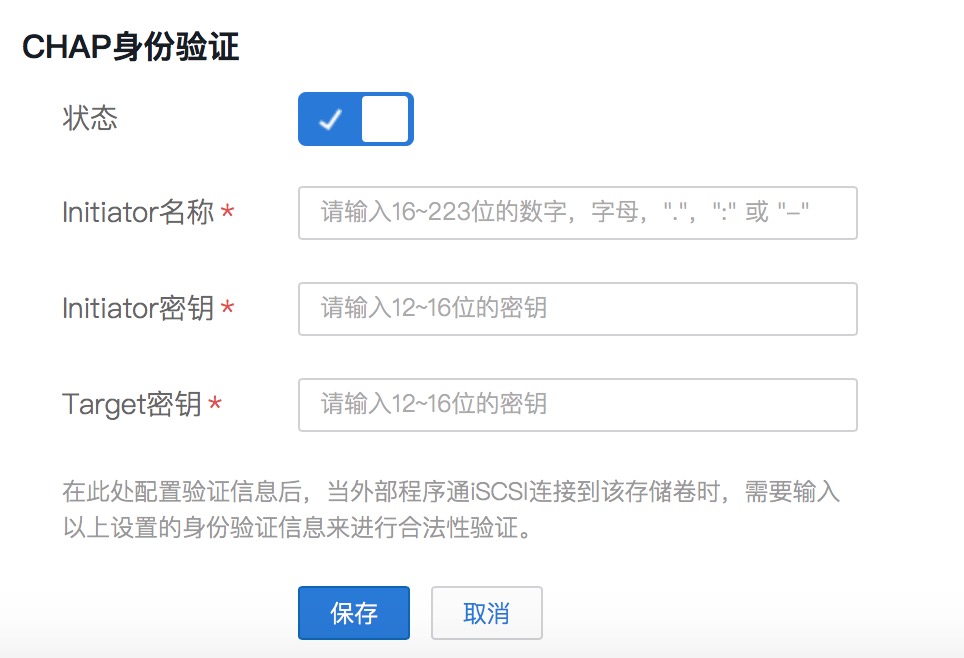 CHAP身份验证
状态
Initiator名称 *
请输入16~223位的数字，字母，"."，":" 或 "–"
Initiator密钥 *
请输入12~16位的密钥
Target密钥 *
请输入12~16位的密钥
在此处配置验证信息后，当外部程序通iSCSI连接到该存储卷时，需要输入
以上设置的身份验证信息来进行合法性验证。
保存 取消